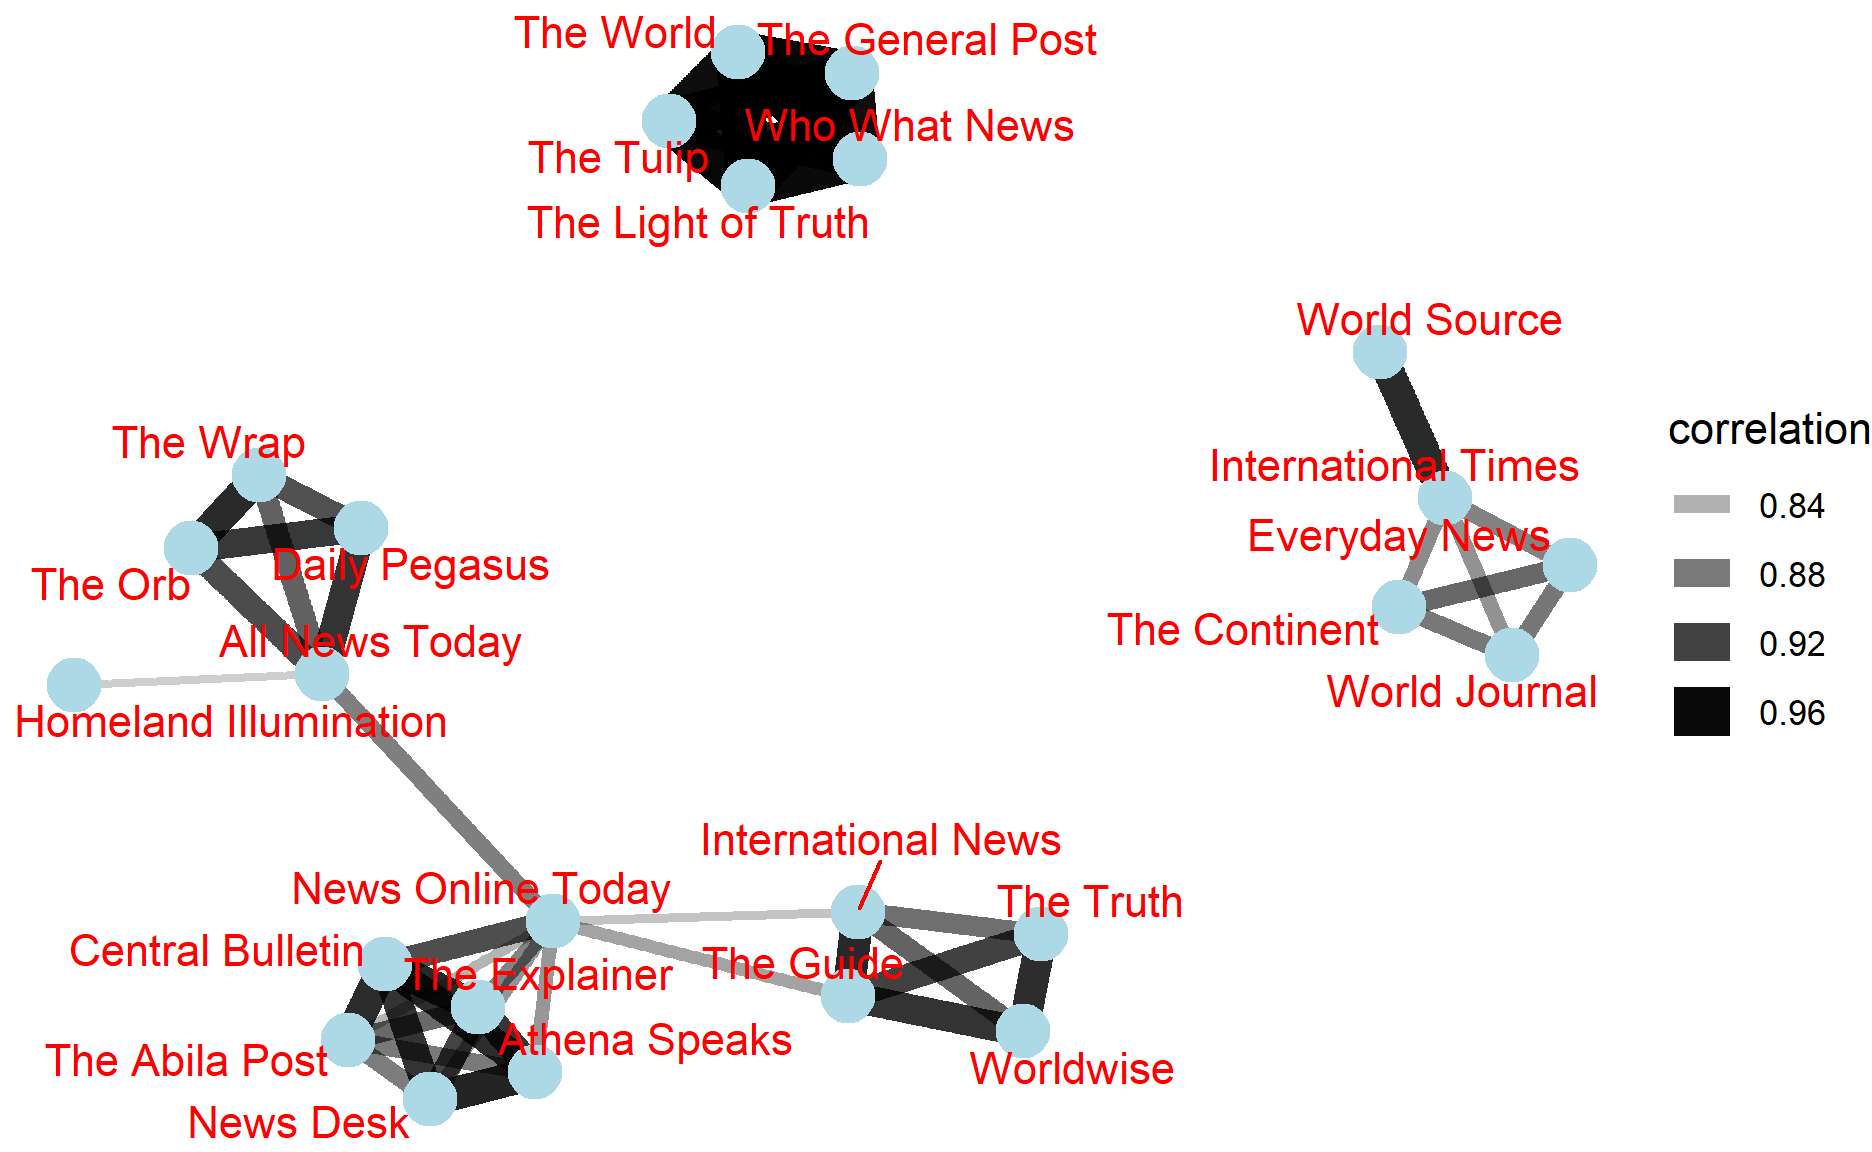 The World
The General Post
Who What News
The Tulip
The Light of Truth
World Source
International Times
Everyday News
The Continent
World Journal
correlation
0.84
0.88
0.92
0.96
The Wrap
Daily Pegasus
The Orb
All News Today
Homeland Illumination
International News
News Online Today
The Truth
Central Bulletin
The Explainer
The Guide
Athena Speaks
The Abila Post
Worldwise
News Desk